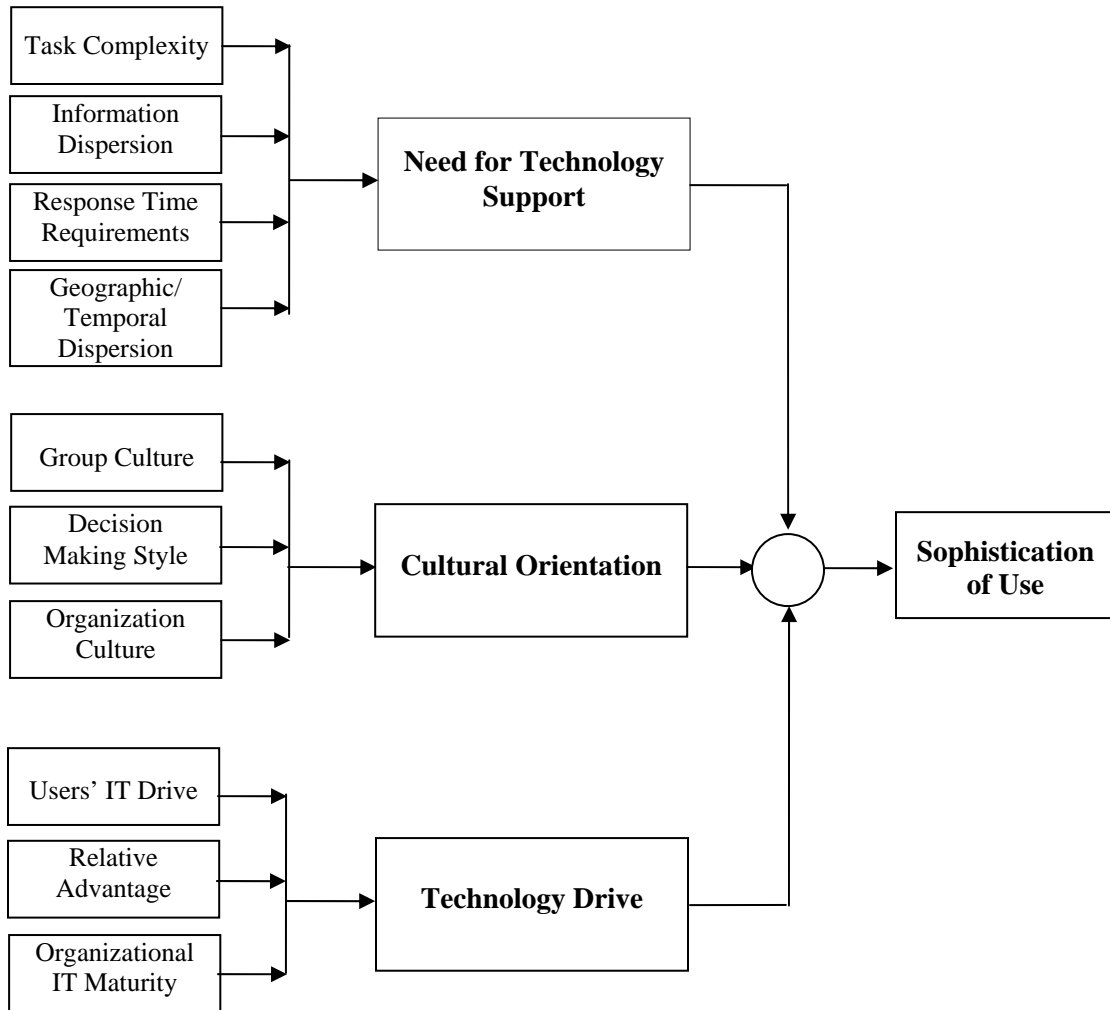 Task Complexity
Information
Dispersion
Response Time
Requirements
Geographic/
Temporal
Dispersion
Need for Technology
Support
Group Culture
Decision
Making Style
Organization
Culture
Cultural Orientation
Sophistication
of Use
Users’ IT Drive
Relative
Advantage
Organizational
IT Maturity
Technology Drive